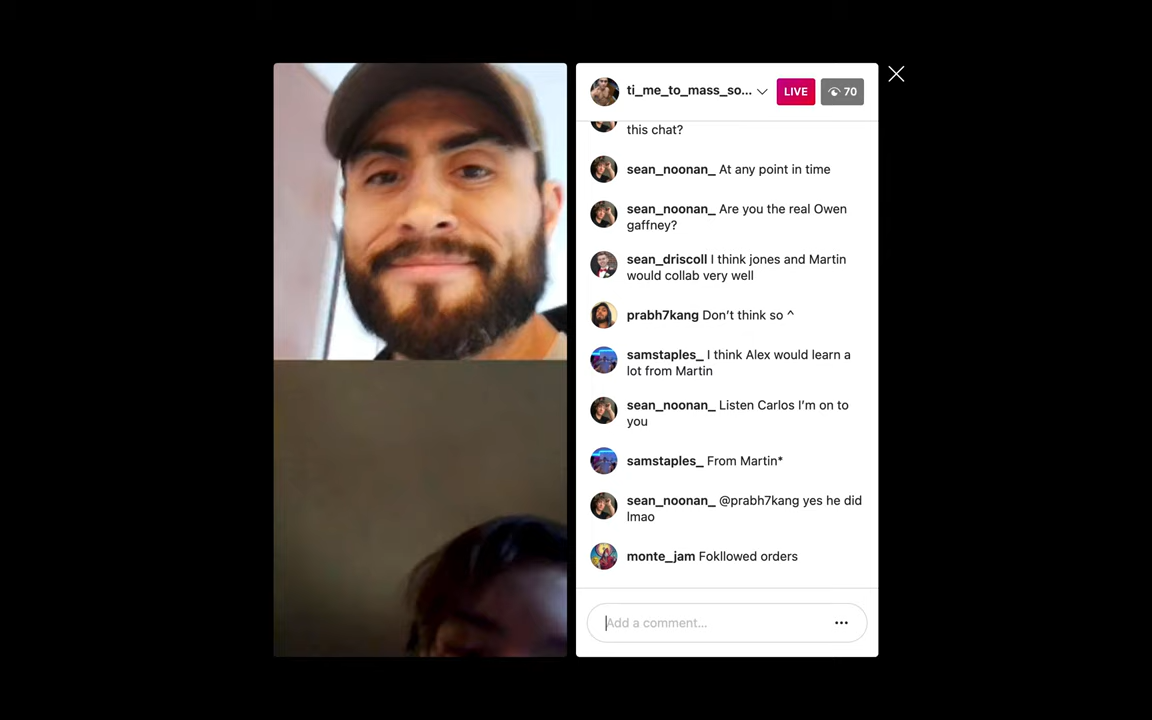 ti_me_to_mass_so...
LIVE
70
this chat?
sean_noonan_ At any point in time
sean_noonan_ Are you the real Owen
gaffney?
sean_driscoll I think jones and Martin
would collab very well
prabh7kang Don't think so ^
samstaples_ I think Alex would learn a
lot from Martin
sean_noonan_ Listen Carlos I'm on to
you
samstaples_ From Martin*
sean_noonan_ @prabh7kang yes he did
lmao
monte_jam Fokllowed orders
Add a comment...